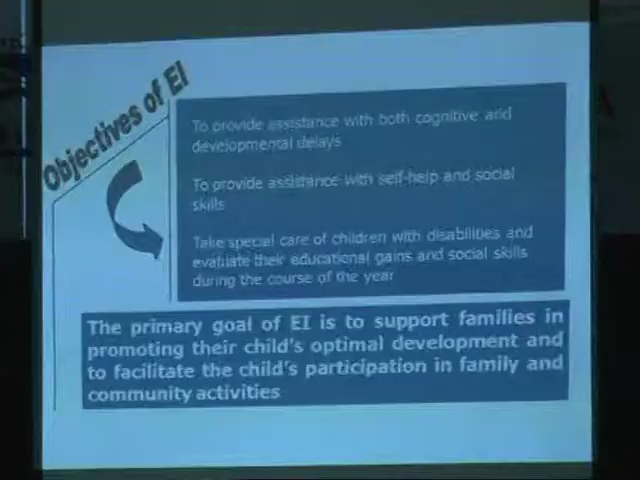 Objectives of EI
To provide assistance with both cognitive and
developmental delays
To provide assistance with self-help and social
skills
Take special care of children with disabilities and
evaluate their educational gains and social skills
during the course of the year
The primary goal of EI is to support families in
promoting their child's optimal development and
to facilitate the child's participation in family and
community activities